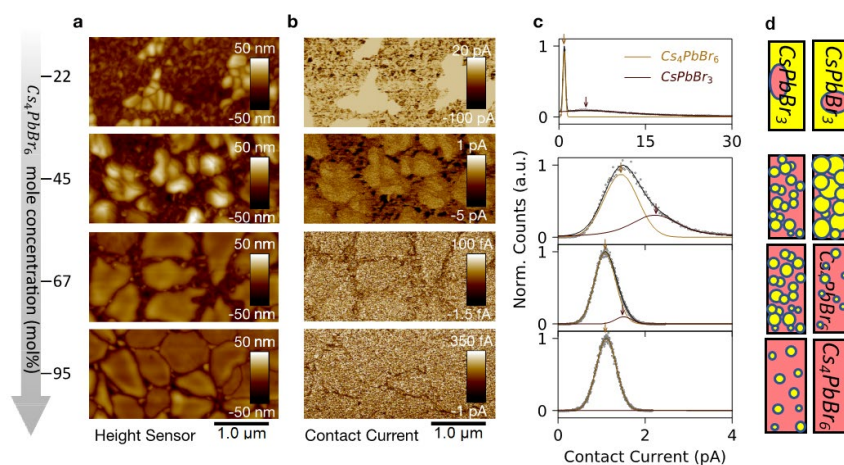 a
b
c
d
Cs₄PbBr₆ mole concentration (mol%)
22
45
67
95
50 nm
-50 nm
50 nm
-50 nm
50 nm
-50 nm
50 nm
-50 nm
Height Sensor
1.0 µm
20 pA
-100 pA
1 pA
-5 pA
100 fA
-1.5 fA
350 fA
-1 pA
Contact Current
1.0 µm
Norm. Counts (a.u.)
1
0
Cs₄PbBr₆
CsPbBr₃
0 15 30
1
0
1
0
1
0
0 2 4
Contact Current (pA)
CsPbBr₃
CsPbBr₃
Cs₄PbBr₆
Cs₄PbBr₆